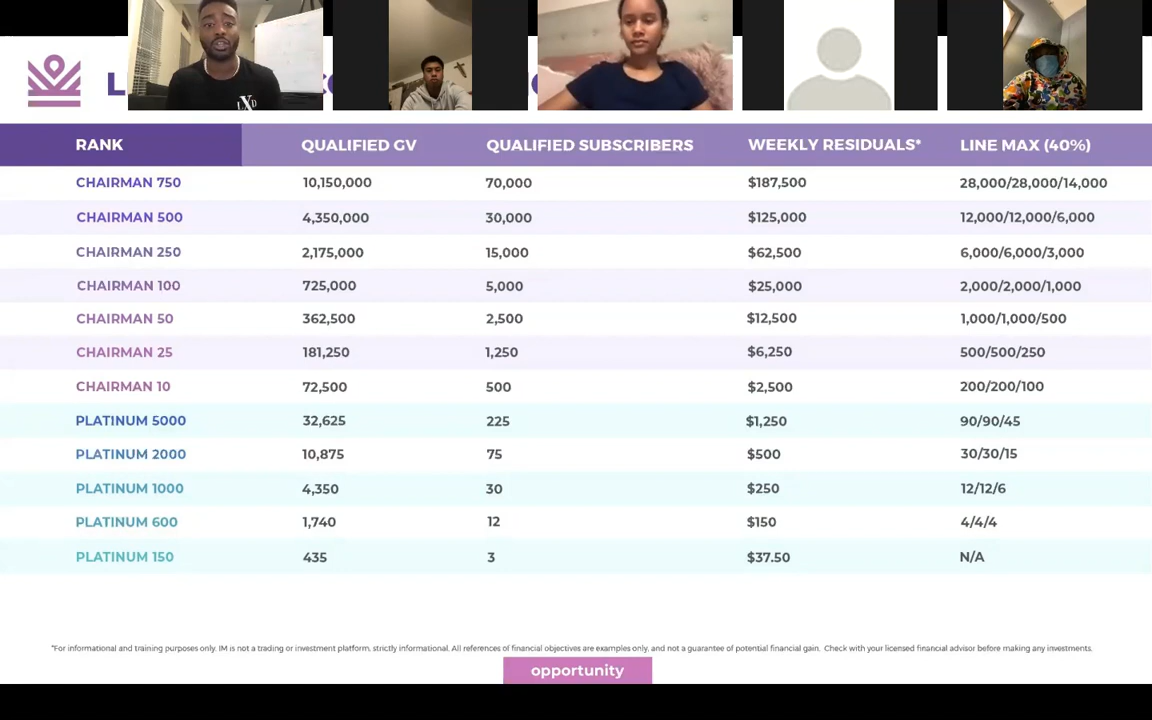 L
RANK QUALIFIED GV QUALIFIED SUBSCRIBERS WEEKLY RESIDUALS* LINE MAX (40%)
CHAIRMAN 750 10,150,000 70,000 $187,500 28,000/28,000/14,000
CHAIRMAN 500 4,350,000 30,000 $125,000 12,000/12,000/6,000
CHAIRMAN 250 2,175,000 15,000 $62,500 6,000/6,000/3,000
CHAIRMAN 100 725,000 5,000 $25,000 2,000/2,000/1,000
CHAIRMAN 50 362,500 2,500 $12,500 1,000/1,000/500
CHAIRMAN 25 181,250 1,250 $6,250 500/500/250
CHAIRMAN 10 72,500 500 $2,500 200/200/100
PLATINUM 5000 32,625 225 $1,250 90/90/45
PLATINUM 2000 10,875 75 $500 30/30/15
PLATINUM 1000 4,350 30 $250 12/12/6
PLATINUM 600 1,740 12 $150 4/4/4
PLATINUM 150 435 3 $37.50 N/A
*For informational and training purposes only. IM is not a trading or investment platform, strictly informational. All references of financial objectives are examples only, and not a guarantee of potential financial gain. Check with your licensed financial advisor before making any investments.
opportunity